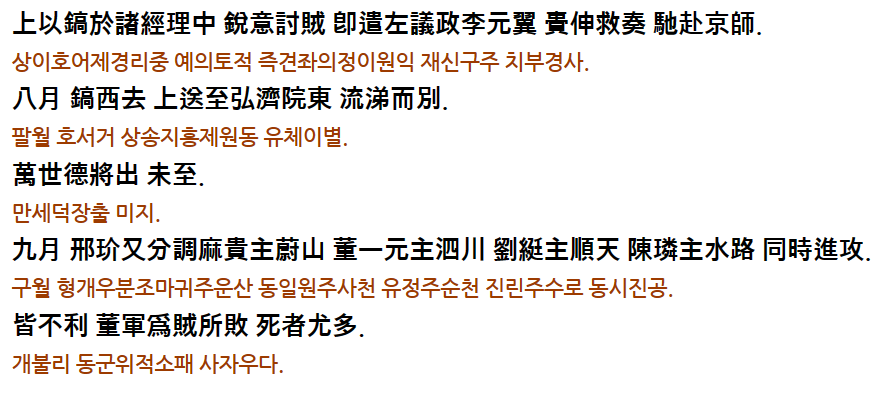 上以鎬於諸經理中 銳意討賊 卽遣左議政李元翼 賫伸救奏 馳赴京師.
상이호어제경리중 예의토적 즉견좌의정이원익 재신구주 치부경사.
八月 鎬西去 上送至弘濟院東 流涕而別.
팔월 호서거 상송지홍제원동 유체이별.
萬世德將出 未至.
만세덕장출 미지.
九月 邢玠又分調麻貴主蔚山 董一元主泗川 劉綎主順天 陳璘主水路 同時進攻.
구월 형개우분조마귀주운산 동일원주사천 유정주순천 진린주수로 동시진공.
皆不利 董軍爲賊所敗 死者尤多.
개불리 동군위적소패 사자우다.